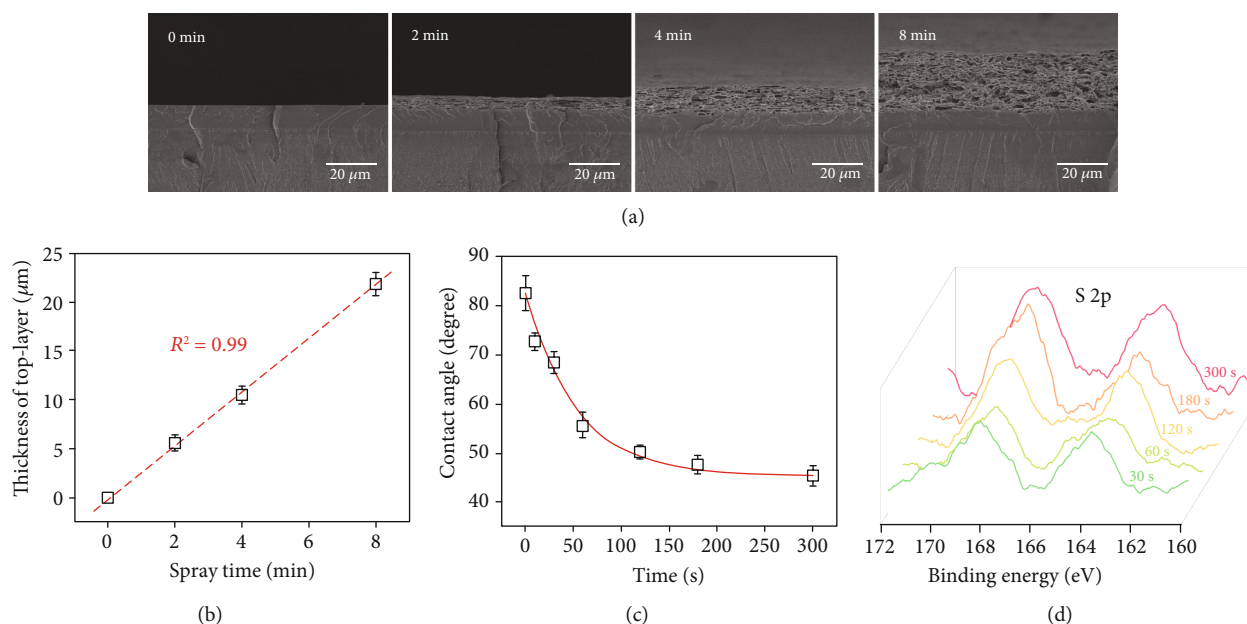 0 min
2 min
4 min
8 min
20 μm
20 μm
20 μm
20 μm
(a)
Thickness of top-layer (μm)
25
20
15
10
5
0
R² = 0.99
0
2
4
6
8
Spray time (min)
(b)
Contact angle (degree)
90
80
70
60
50
40
0
50
100
150
200
250
300
Time (s)
(c)
S 2p
300 s
180 s
120 s
60 s
30 s
172
170
168
166
164
162
160
Binding energy (eV)
(d)